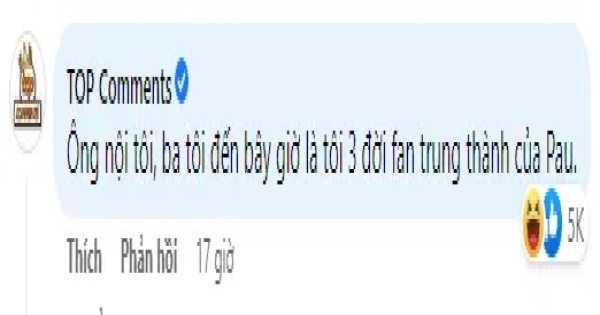 TOP Comments
Ông nội tôi, ba tôi đến bây giờ là tôi 3 đời fan trung thành của Pau.
5K
Thích Phản hồi 17 giờ